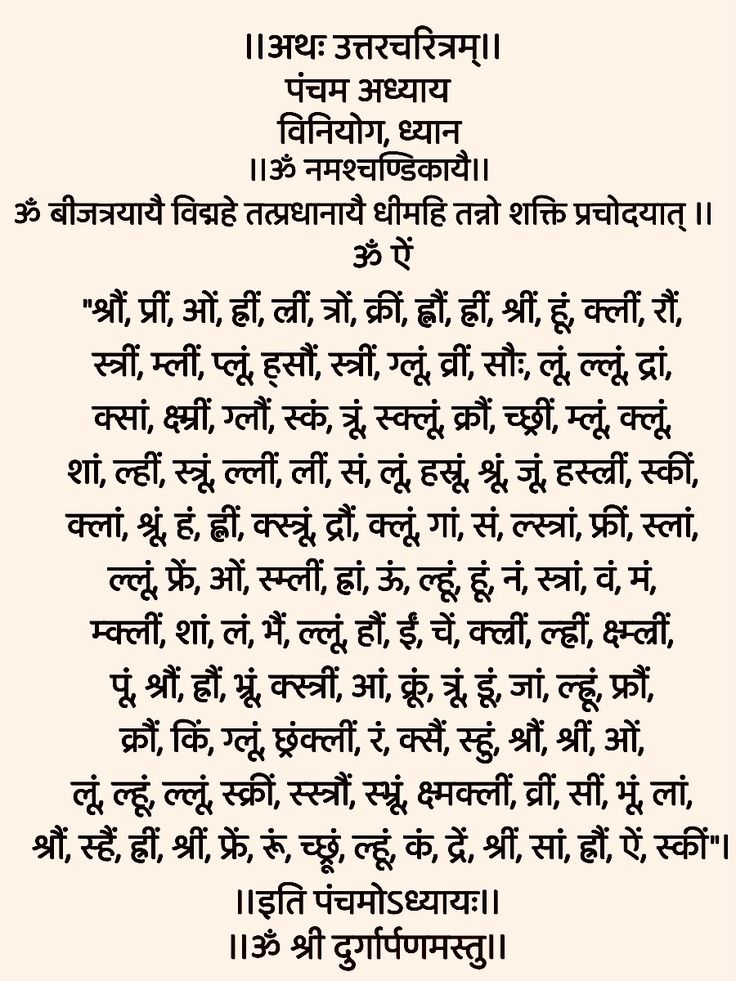 ।।अथः उत्तरचरित्रम्।।
पंचम अध्याय
विनियोग, ध्यान
।।ॐ नमश्चण्डिकायै।।
ॐ बीजत्रयायै विद्महे तत्प्रधानायै धीमहि तन्नो शक्ति प्रचोदयात् ।।
ॐ ऐं
"श्रौं, प्रीं, ओं, ह्रीं, ल्रीं, त्रों, क्रीं, ह्लौं, ह्रीं, श्रीं, हूं, क्लीं, रौं,
स्त्रीं, म्लीं, प्लूं, ह्सौं, स्त्रीं, ग्लूं, व्रीं, सौः, लूं, ल्लूं, द्रां,
क्सां, क्ष्म्रीं, ग्लौं, स्कं, त्रूं, स्क्लूं, क्रौं, च्छ्रीं, म्लूं, क्लूं,
शां, ल्हीं, स्त्रूं, ल्लीं, लीं, सं, लूं, हस्रूं, श्रूं, जूं, हस्ल्रीं, स्कीं,
क्लां, श्रूं, हं, ह्लीं, क्स्त्रूं, द्रौं, क्लूं, गां, सं, ल्स्त्रां, फ्रीं, स्लां,
ल्लूं, फ्रें, ओं, स्म्लीं, ह्रां, ऊं, ल्हूं, हूं, नं, स्त्रां, वं, मं,
म्क्लीं, शां, लं, भैं, ल्लूं, हौं, ईं, चें, क्ल्रीं, ल्ह्रीं, क्ष्म्ल्रीं,
पूं, श्रौं, ह्रौं, भ्रूं, क्स्त्रीं, आं, क्रूं, त्रूं, डूं, जां, ल्ह्रूं, फ्रौं,
क्रौं, किं, ग्लूं, छ्रंक्लीं, रं, क्सैं, स्हुं, श्रौं, श्रीं, ओं,
लूं, ल्हूं, ल्लूं, स्क्रीं, स्स्त्रौं, स्भ्रूं, क्ष्मक्लीं, व्रीं, सीं, भूं, लां,
श्रौं, स्हैं, ह्रीं, श्रीं, फ्रें, रूं, च्छ्रूं, ल्हूं, कं, द्रें, श्रीं, सां, ह्रौं, ऐं, स्कीं"।
।।इति पंचमोऽध्यायः।।
।।ॐ श्री दुर्गार्पणमस्तु।।